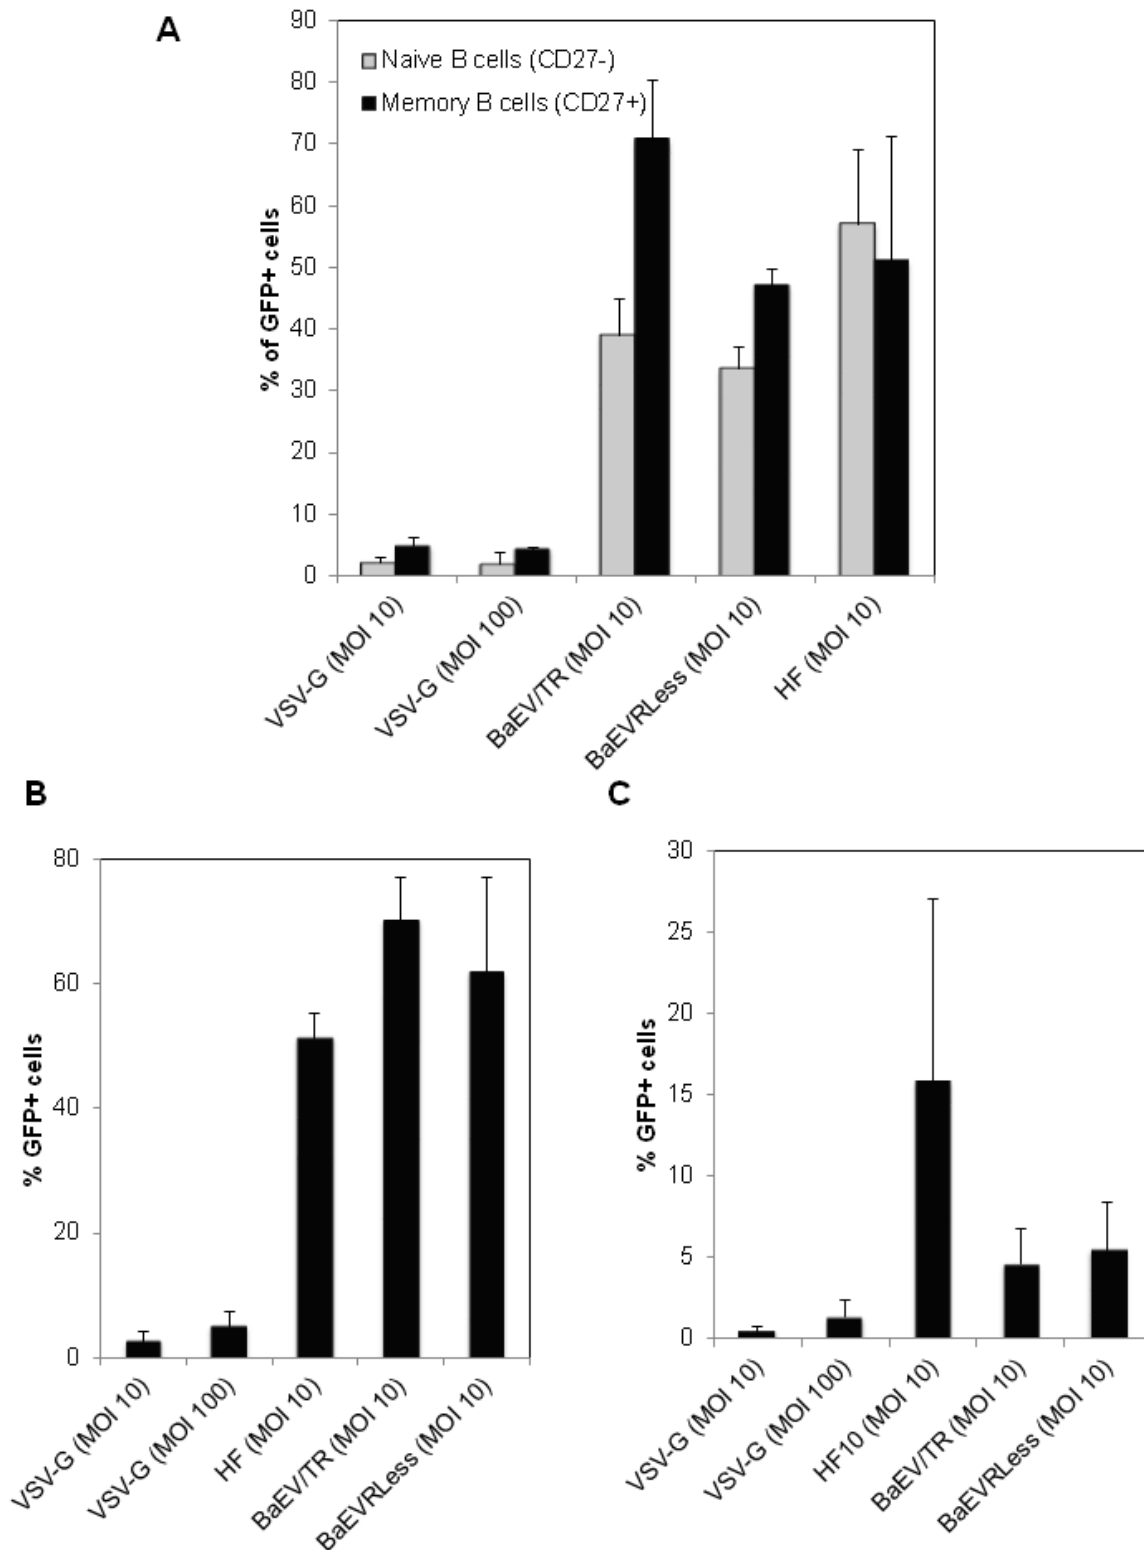 A
90
80
70
60
50
40
30
20
10
0
% of GFP+ cells
Naive B cells (CD27-)
Memory B cells (CD27+)
VSV-G (MOI 10)
VSV-G (MOI 100)
BaEV/TR (MOI 10)
BaEVRLess (MOI 10)
HF (MOI 10)
B
80
60
40
20
0
% GFP+ cells
VSV-G (MOI 10)
VSV-G (MOI 100)
HF (MOI 10)
BaEV/TR (MOI 10)
BaEVRLess (MOI 10)
C
30
25
20
15
10
5
0
% GFP+ cells
VSV-G (MOI 10)
VSV-G (MOI 100)
HF10 (MOI 10)
BaEV/TR (MOI 10)
BaEVRLess (MOI 10)